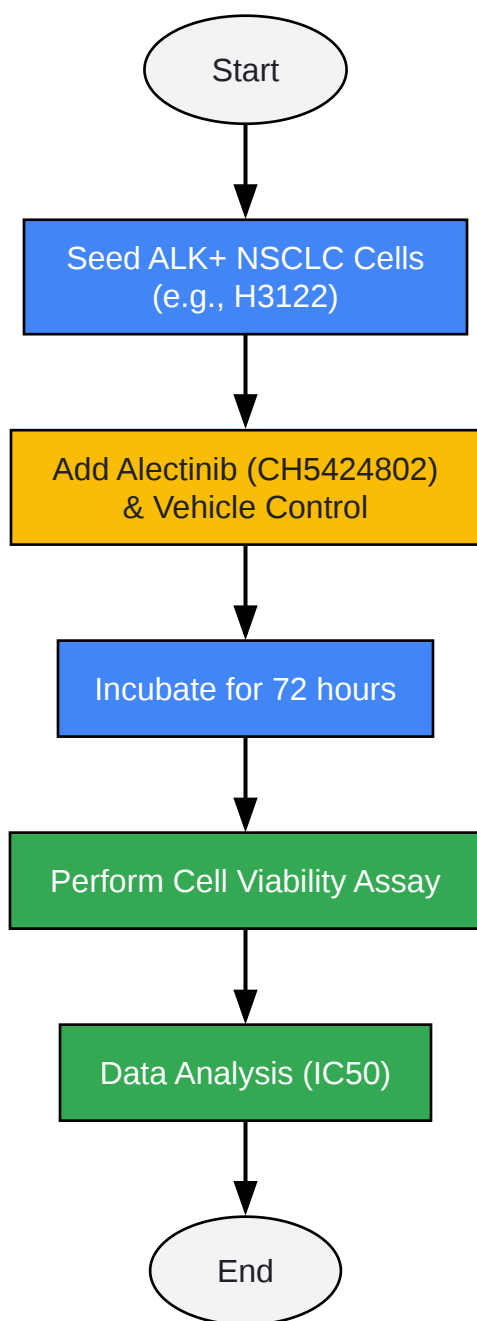 Start
Seed ALK+ NSCLC Cells
(e.g., H3122)
Add Alectinib (CH5424802)
& Vehicle Control
Incubate for 72 hours
Perform Cell Viability Assay
Data Analysis (IC50)
End